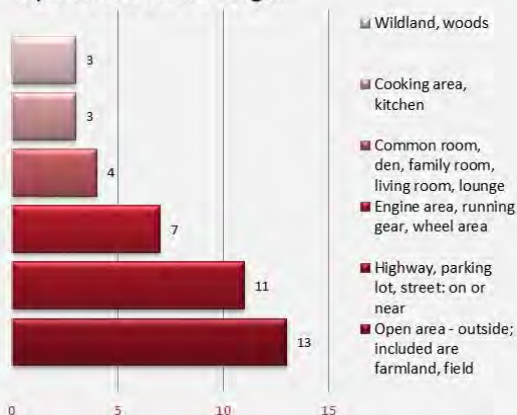 Wildland, woods
3
Cooking area,
kitchen
3
Common room,
den, family room,
living room, lounge
4
Engine area, running
gear, wheel area
7
Highway, parking
lot, street: on or
near
11
Open area - outside;
included are
farmland, field
13
0 5 10 15